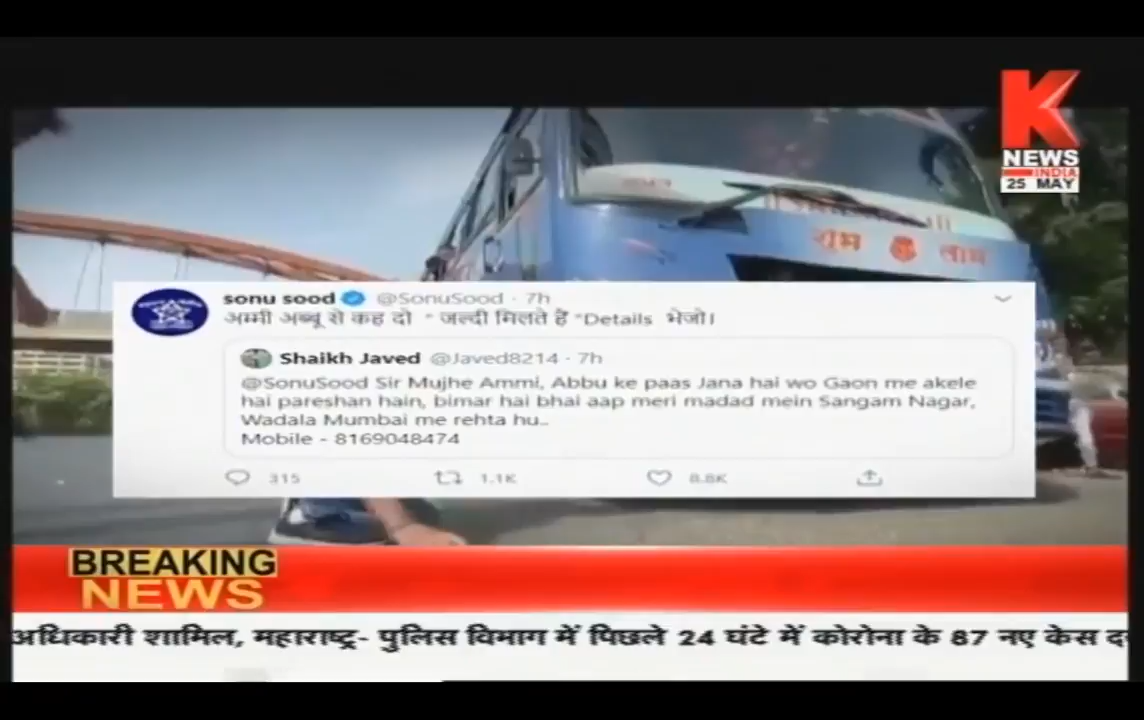 K
NEWS
INDIA
25 MAY
राम लाभ
sonu sood @SonuSood · 7h
अम्मी अब्बू से कह दो " जल्दी मिलते हैं "Details भेजो।
Shaikh Javed @Javed8214 · 7h
@SonuSood Sir Mujhe Ammi, Abbu ke paas Jana hai wo Gaon me akele
hai pareshan hain, bimar hai bhai aap meri madad mein Sangam Nagar,
Wadala Mumbai me rehta hu..
Mobile - 8169048474
315 1.1K 8.8K
BREAKING
NEWS
अधिकारी शामिल, महाराष्ट्र- पुलिस विभाग में पिछले 24 घंटे में कोरोना के 87 नए केस